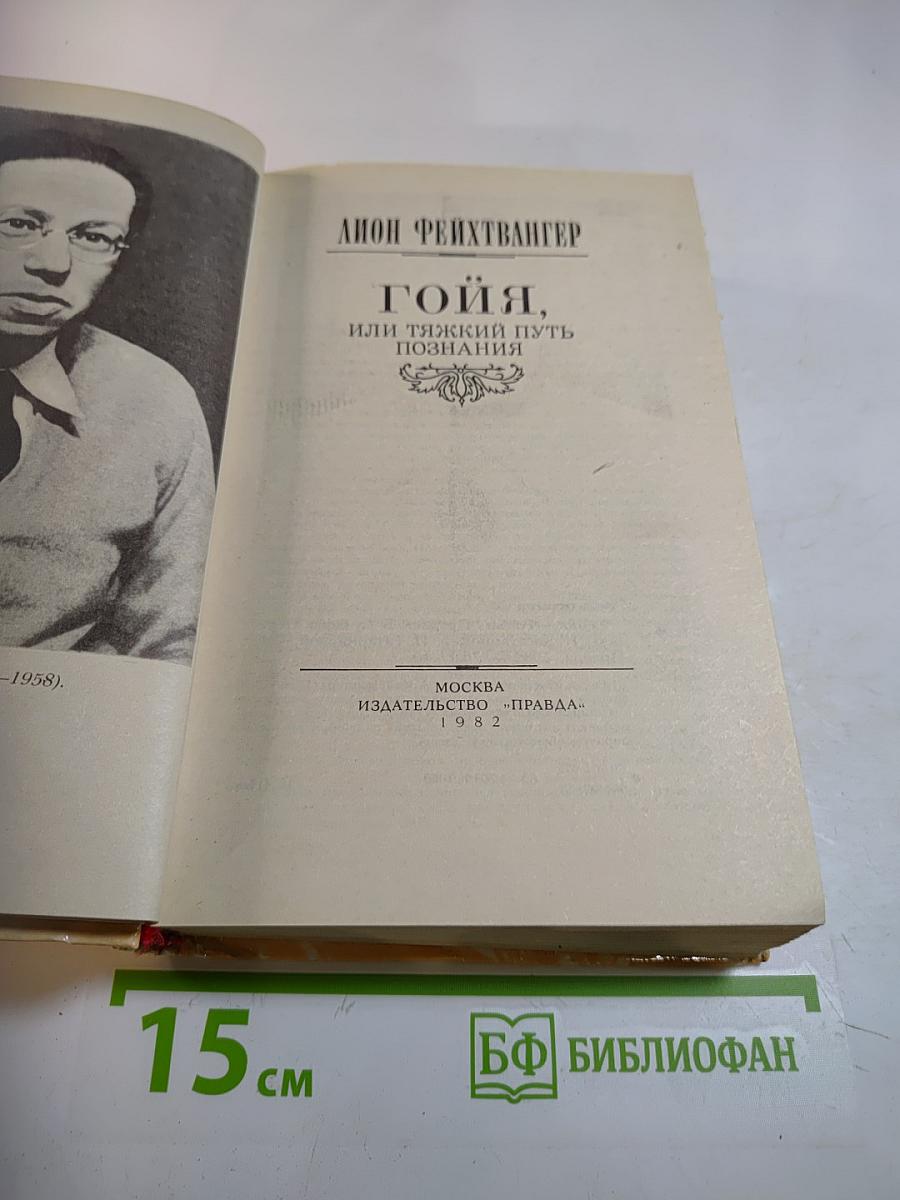 ЛИОН ФЕЙХТВАНГЕР
ГОЙЯ,
ИЛИ ТЯЖКИЙ ПУТЬ
ПОЗНАНИЯ
–1958).
МОСКВА
ИЗДАТЕЛЬСТВО „ПРАВДА“
1982
15 см
БФ БИБЛИОФАН